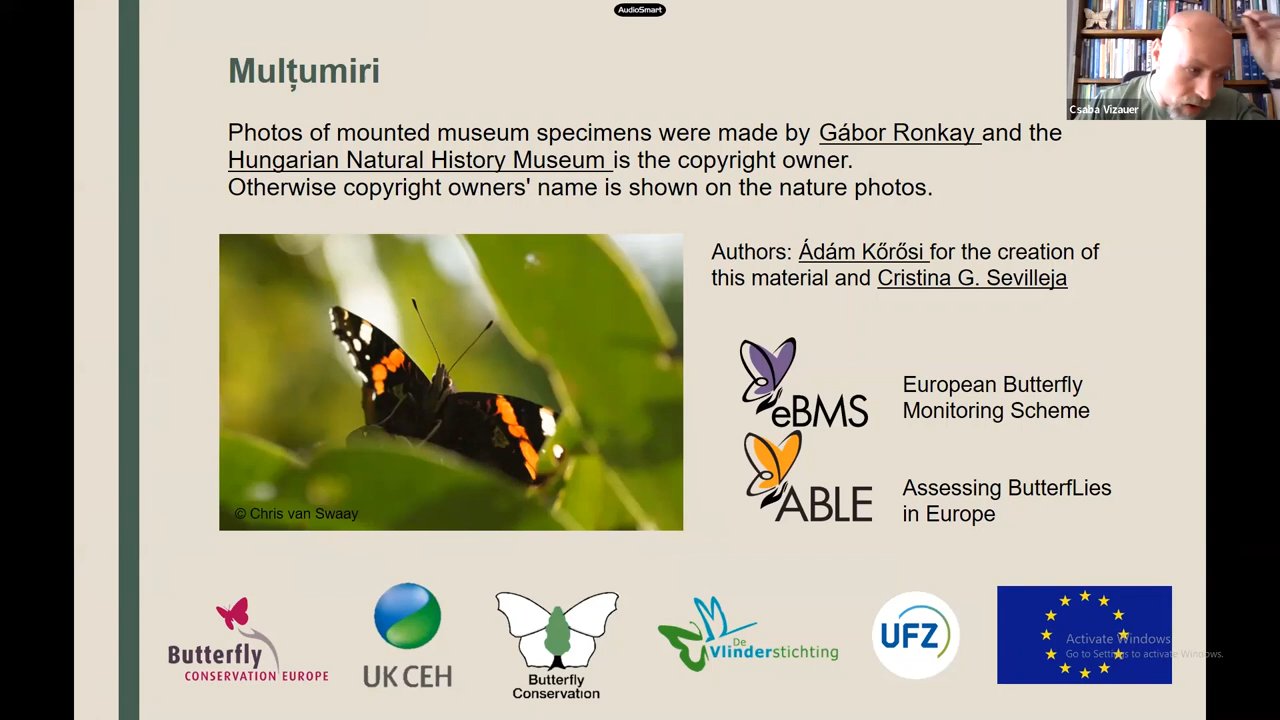 AudioSmart
Mulțumiri
Csaba Vizauer
Photos of mounted museum specimens were made by Gábor Ronkay and the
Hungarian Natural History Museum is the copyright owner.
Otherwise copyright owners' name is shown on the nature photos.
Authors: Ádám Kőrősi for the creation of
this material and Cristina G. Sevilleja
© Chris van Swaay
eBMS
European Butterfly
Monitoring Scheme
ABLE
Assessing ButterfLies
in Europe
Butterfly
CONSERVATION EUROPE
UK CEH
Butterfly
Conservation
De
Vlinderstichting
UFZ
Activate Windows
Go to Settings to activate Windows.